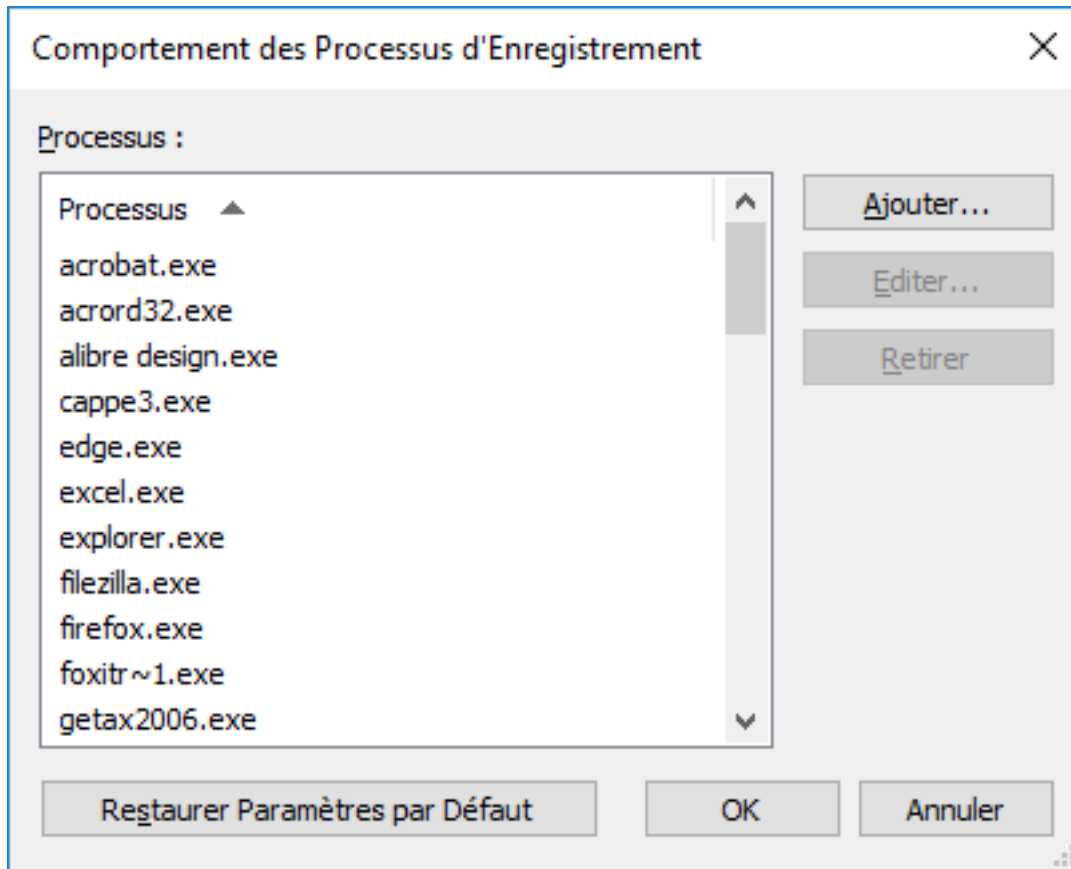 Comportement des Processus d'Enregistrement
Processus :
Processus
Ajouter...
acrobat.exe
Editer...
acrord32.exe
alibre design.exe
Retirer
cappe3.exe
edge.exe
excel.exe
explorer.exe
filezilla.exe
firefox.exe
foxitr~1.exe
getax2006.exe
Restaurer Paramètres par Défaut
OK
Annuler